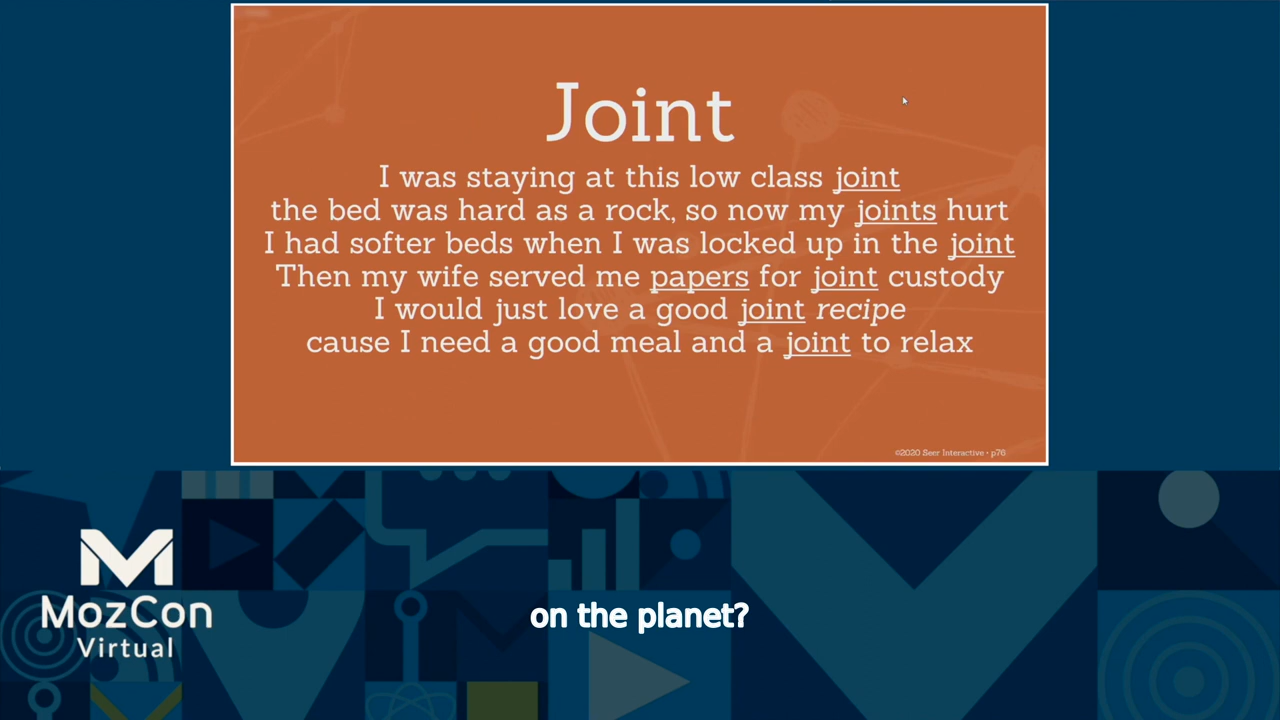 Joint
I was staying at this low class joint
the bed was hard as a rock, so now my joints hurt
I had softer beds when I was locked up in the joint
Then my wife served me papers for joint custody
I would just love a good joint recipe
cause I need a good meal and a joint to relax
©2020 Seer Interactive • p76
MozCon
Virtual
on the planet?